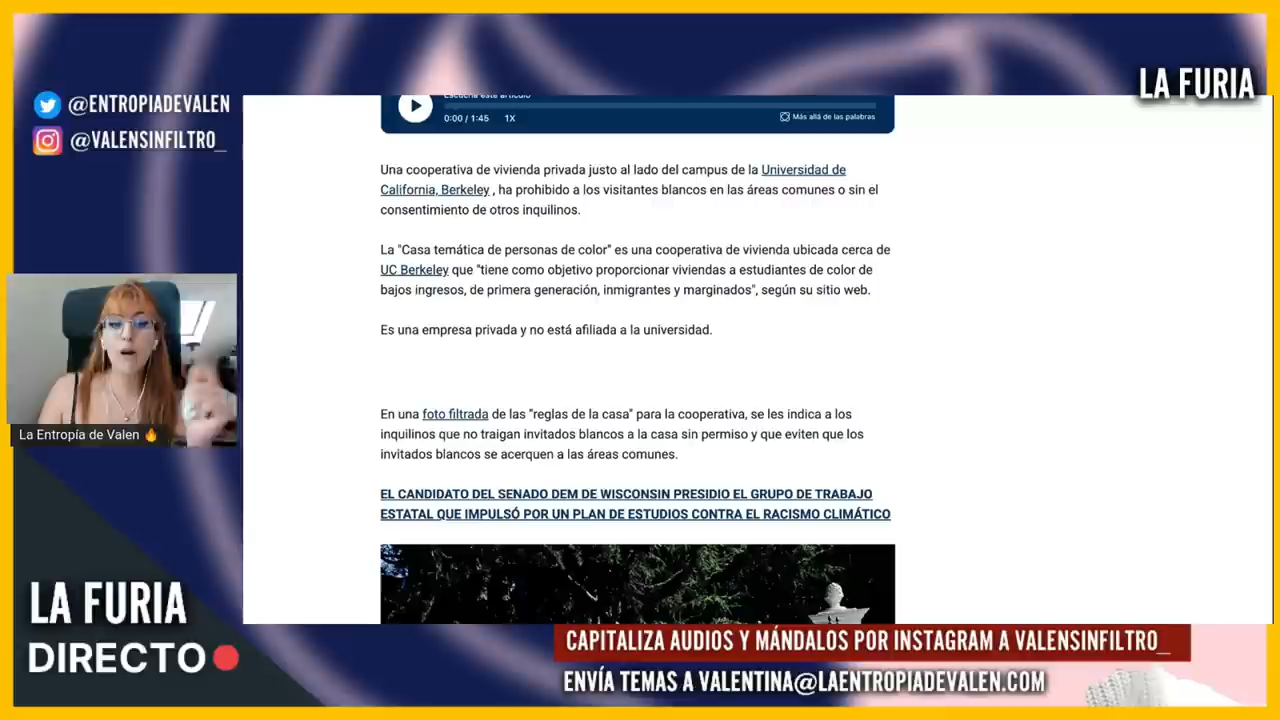 LA FURIA
@ENTROPIADEVALEN
@VALENSINFILTRO_
Escucha este artículo
0:00 / 1:45 1X
Más allá de las palabras
Una cooperativa de vivienda privada justo al lado del campus de la Universidad de
California, Berkeley , ha prohibido a los visitantes blancos en las áreas comunes o sin el
consentimiento de otros inquilinos.
La "Casa temática de personas de color" es una cooperativa de vivienda ubicada cerca de
UC Berkeley que "tiene como objetivo proporcionar viviendas a estudiantes de color de
bajos ingresos, de primera generación, inmigrantes y marginados", según su sitio web.
Es una empresa privada y no está afiliada a la universidad.
En una foto filtrada de las "reglas de la casa" para la cooperativa, se les indica a los
inquilinos que no traigan invitados blancos a la casa sin permiso y que eviten que los
invitados blancos se acerquen a las áreas comunes.
EL CANDIDATO DEL SENADO DEM DE WISCONSIN PRESIDIO EL GRUPO DE TRABAJO
ESTATAL QUE IMPULSÓ POR UN PLAN DE ESTUDIOS CONTRA EL RACISMO CLIMÁTICO
La Entropía de Valen
LA FURIA
DIRECTO
CAPITALIZA AUDIOS Y MÁNDALOS POR INSTAGRAM A VALENSINFILTRO_
ENVÍA TEMAS A VALENTINA@LAENTROPIADEVALEN.COM